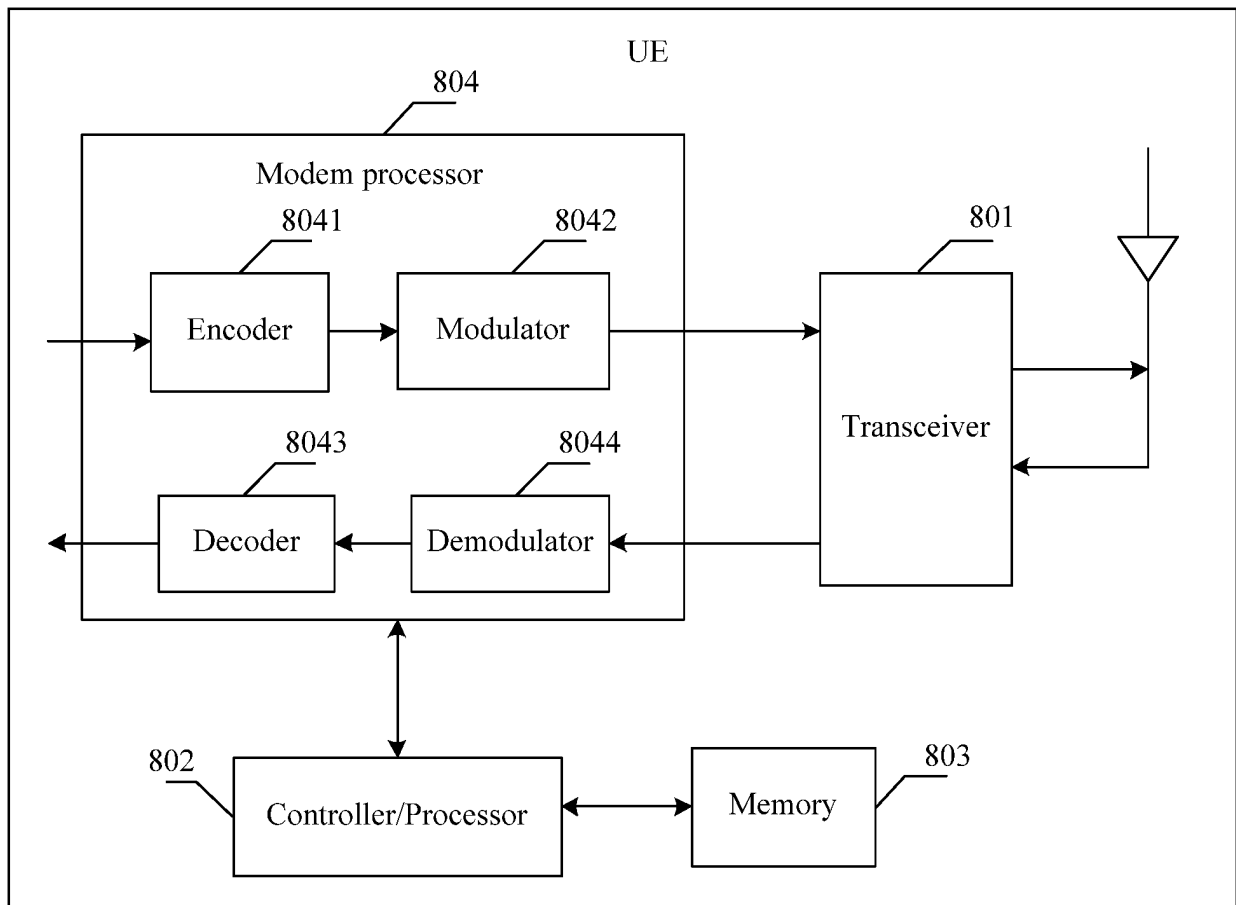 UE
804
Modem processor
8041
8042
801
Encoder
Modulator
Transceiver
8043
8044
Decoder
Demodulator
802
803
Controller/Processor
Memory